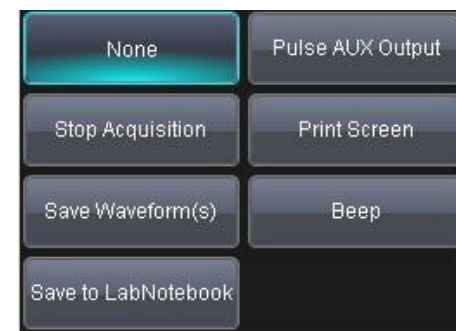 None
Pulse AUX Output
Stop Acquisition
Print Screen
Save Waveform(s)
Beep
Save to LabNotebook